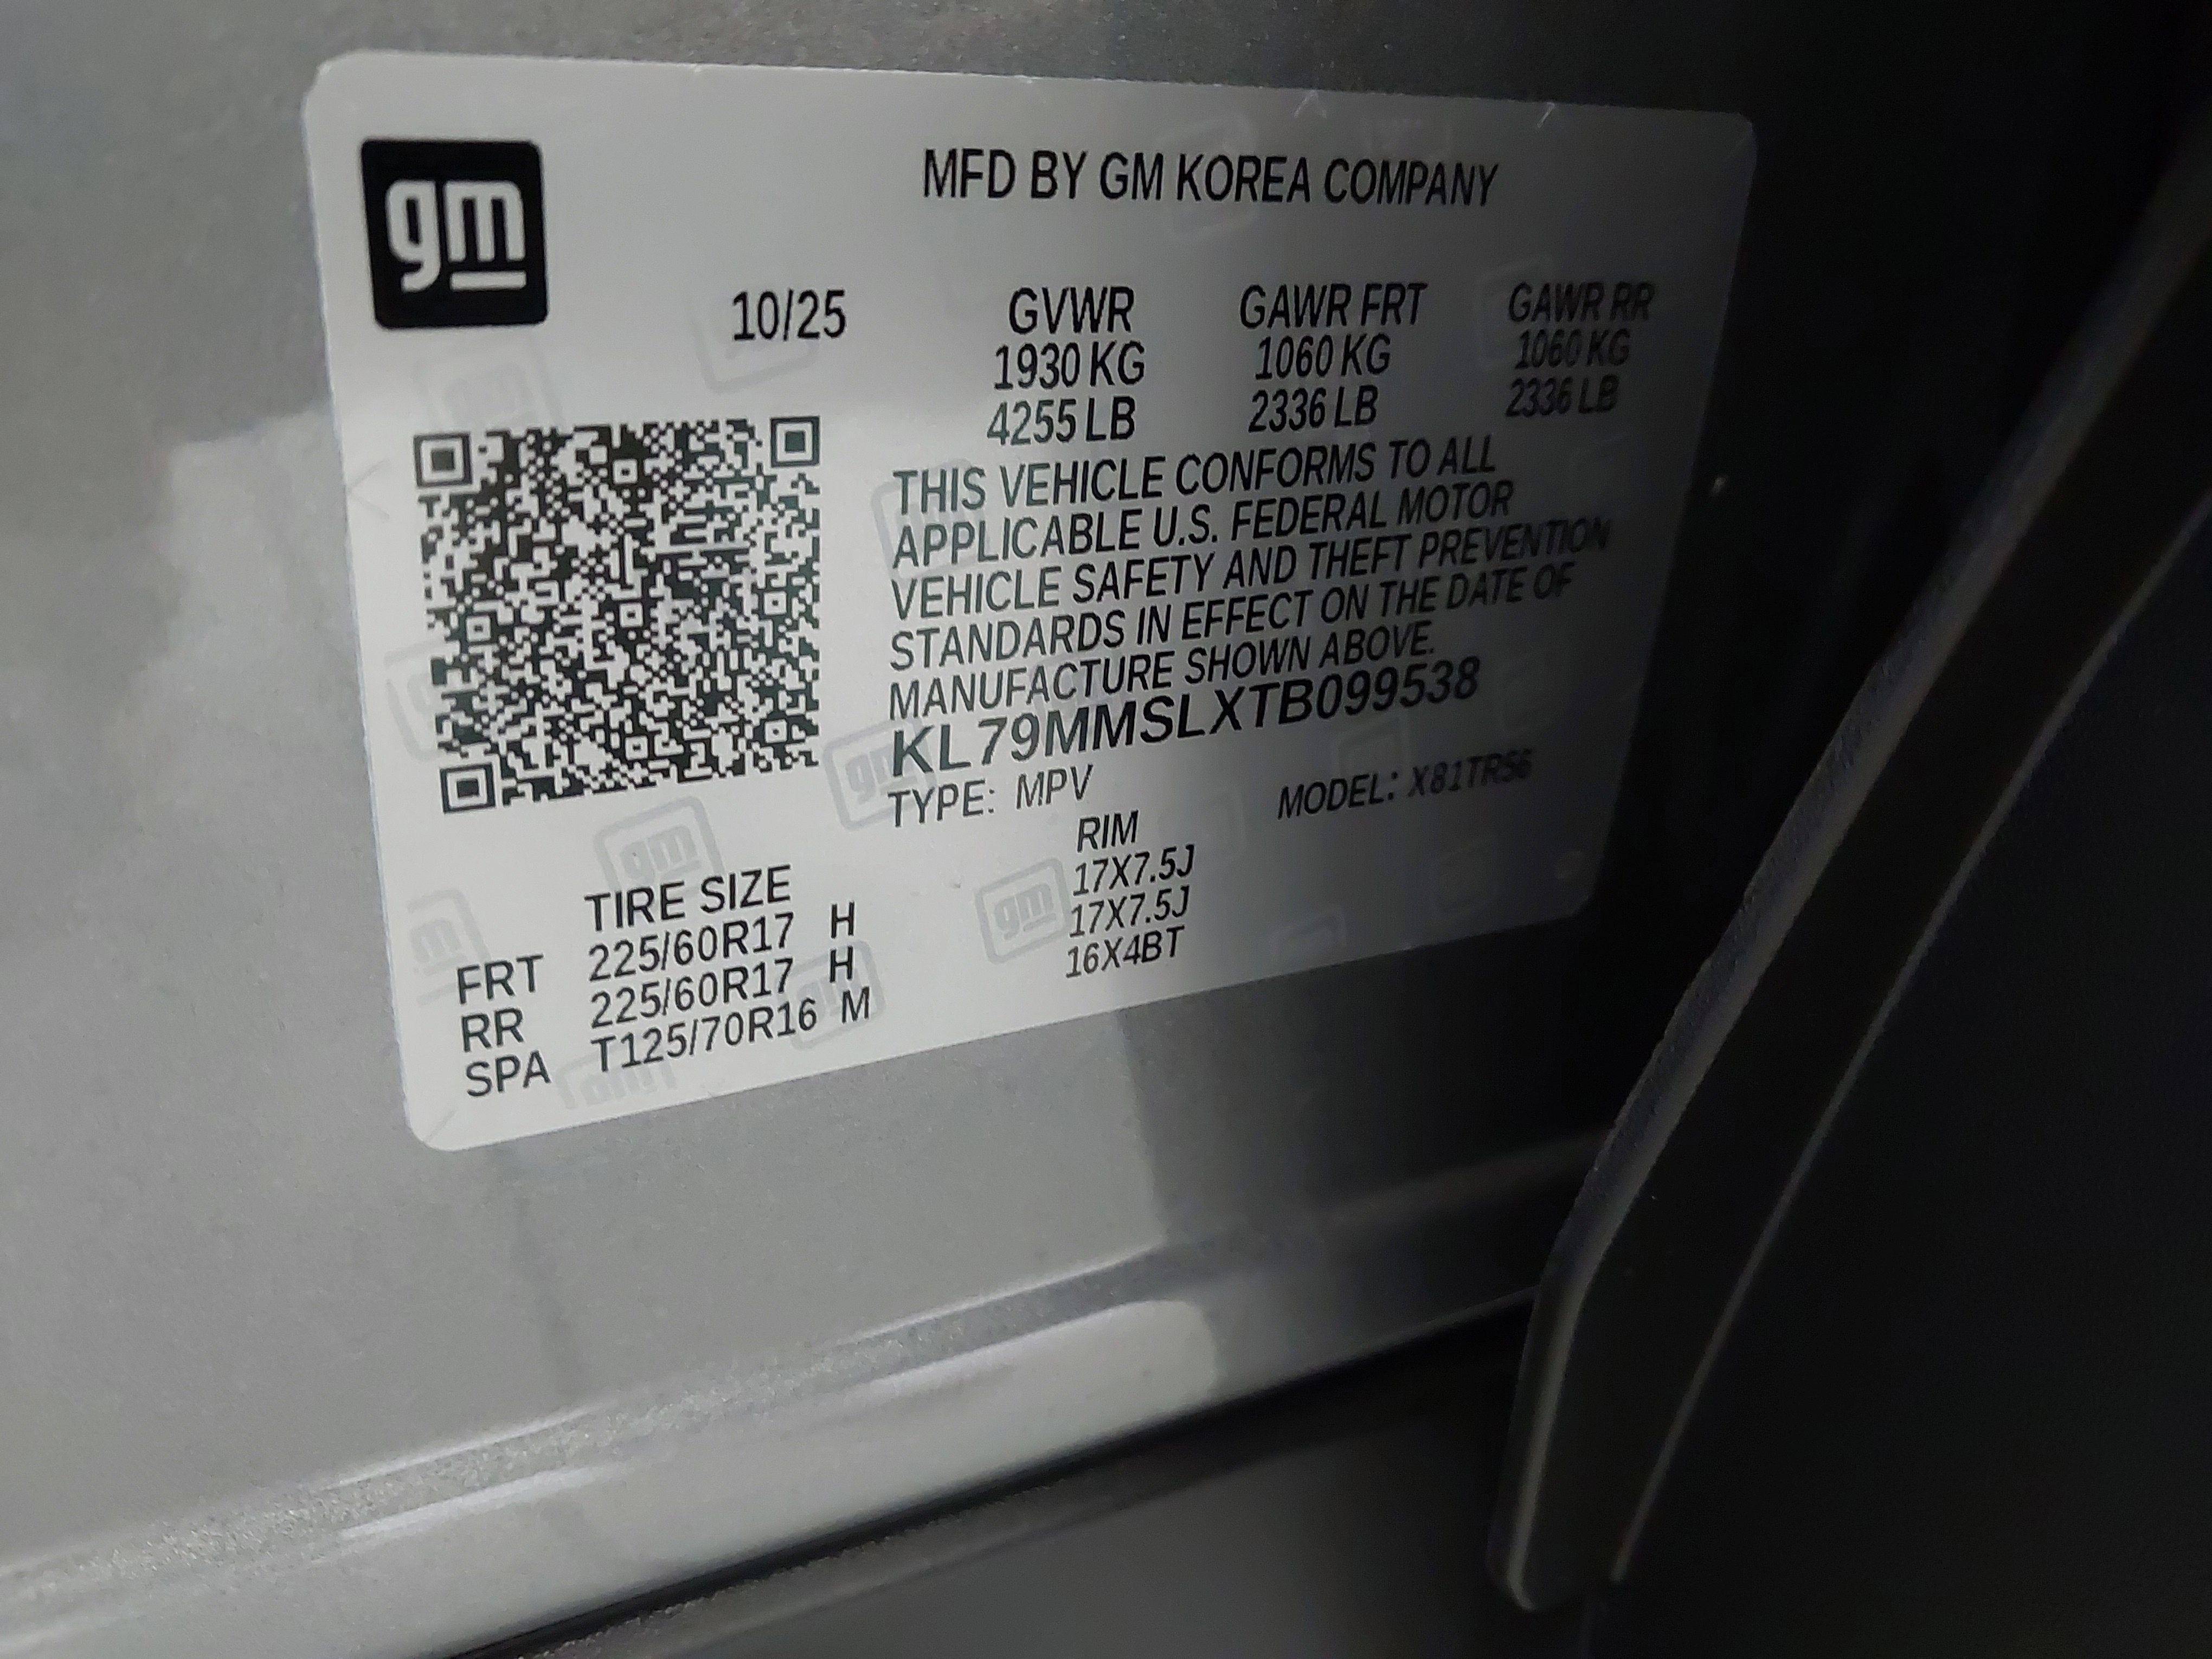 gm
MFD BY GM KOREA COMPANY
10/25 GVWR GAWR FRT GAWR RR
1930 KG 1060 KG 1060 KG
4255 LB 2336 LB 2336 LB
THIS VEHICLE CONFORMS TO ALL
APPLICABLE U.S. FEDERAL MOTOR
VEHICLE SAFETY AND THEFT PREVENTION
STANDARDS IN EFFECT ON THE DATE OF
MANUFACTURE SHOWN ABOVE.
KL79MMSLXTB099538
TYPE: MPV MODEL: X81TR56
TIRE SIZE RIM
FRT 225/60R17 H 17X7.5J
RR 225/60R17 H 17X7.5J
SPA T125/70R16 M 16X4BT